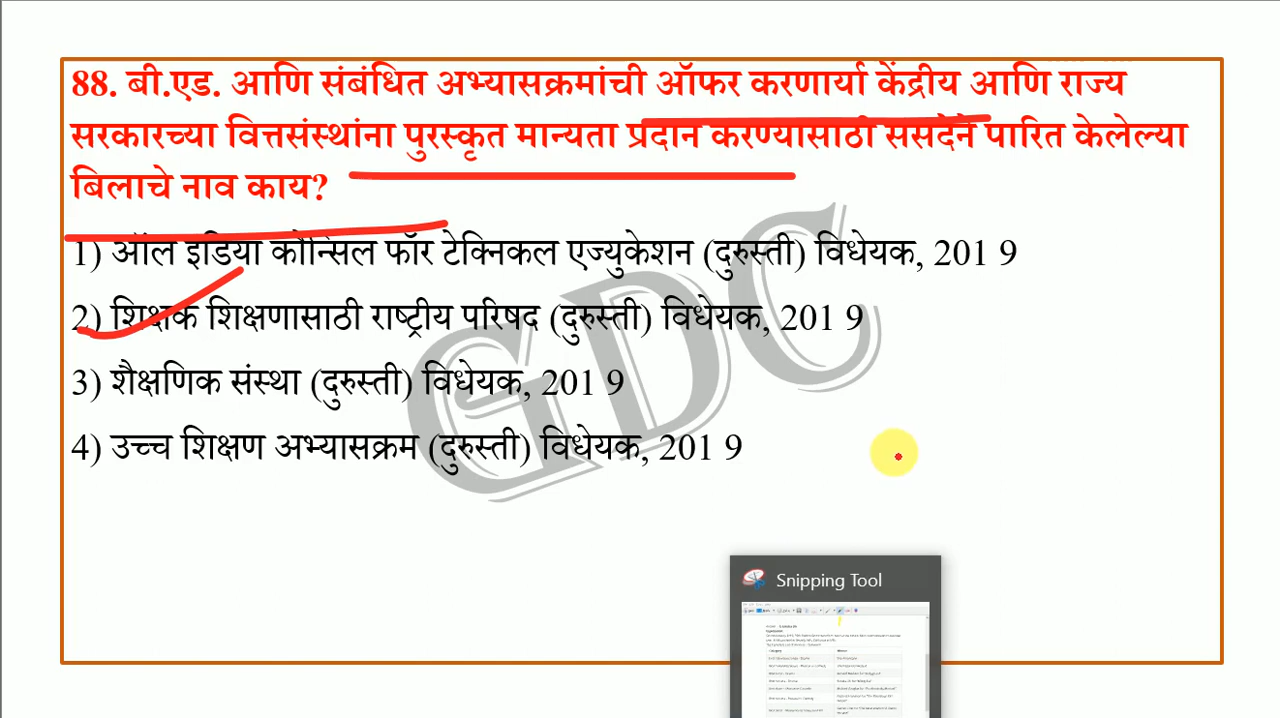 88. बी.एड. आणि संबंधित अभ्यासक्रमांची ऑफर करणार्या केंद्रीय आणि राज्य
सरकारच्या वित्तसंस्थांना पुरस्कृत मान्यता प्रदान करण्यासाठी संसदेने पारित केलेल्या
बिलाचे नाव काय?
1) ऑल इंडिया कौन्सिल फॉर टेक्निकल एज्युकेशन (दुरुस्ती) विधेयक, 201 9
2) शिक्षक शिक्षणासाठी राष्ट्रीय परिषद (दुरुस्ती) विधेयक, 201 9
3) शैक्षणिक संस्था (दुरुस्ती) विधेयक, 201 9
4) उच्च शिक्षण अभ्यासक्रम (दुरुस्ती) विधेयक, 201 9
GDC
Snipping Tool